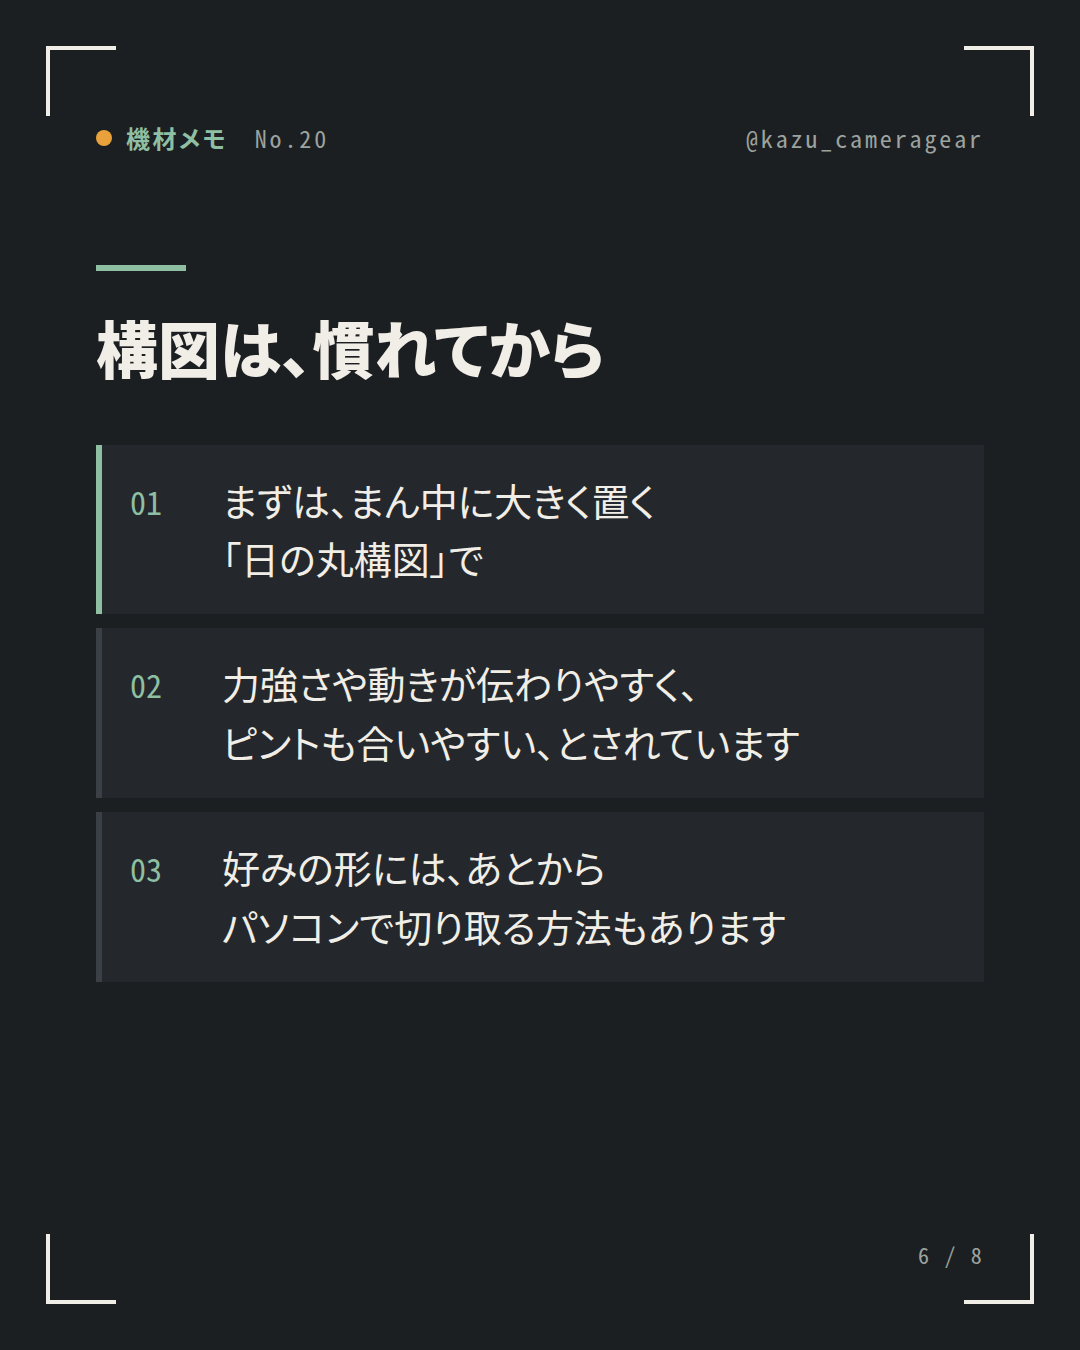 機材メモ No.20 @kazu_cameragear
構図は、慣れてから
01 まずは、まん中に大きく置く
「日の丸構図」で
02 力強さや動きが伝わりやすく、
ピントも合いやすい、とされています
03 好みの形には、あとから
パソコンで切り取る方法もあります
6 / 8